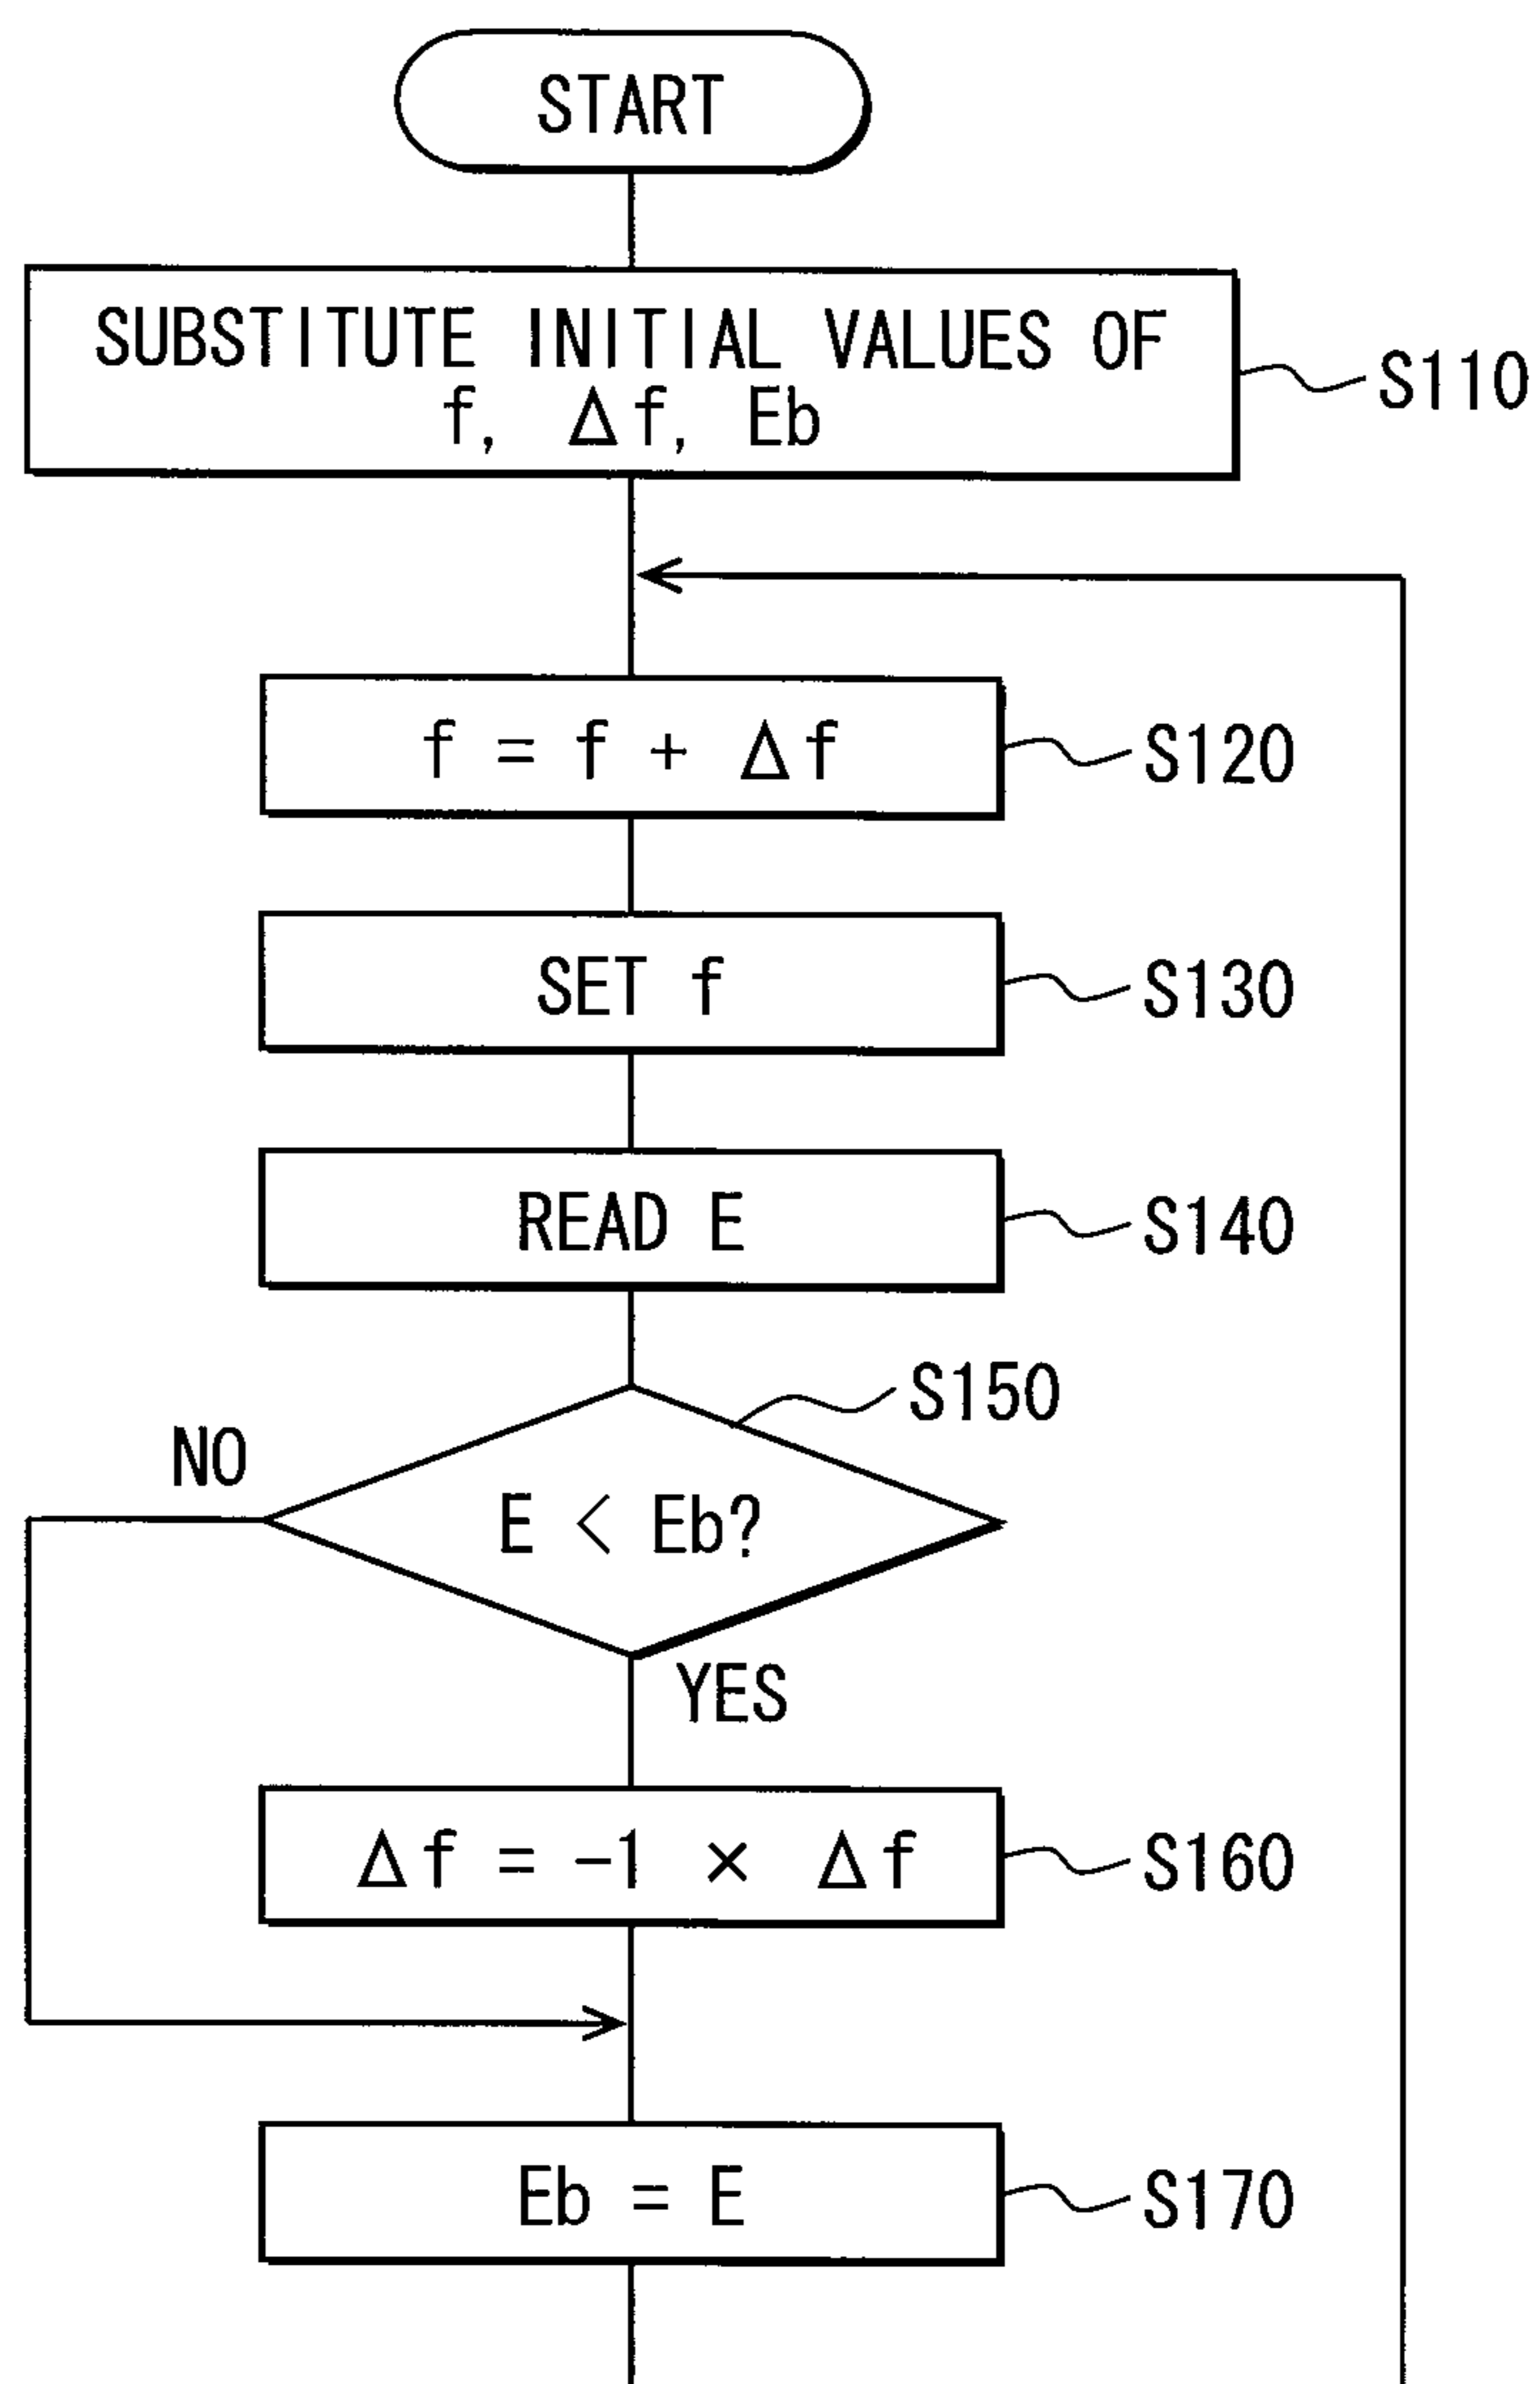 START
SUBSTITUTE INITIAL VALUES OF
f, Δf, Eb
S110
f = f + Δf
S120
SET f
S130
READ E
S140
S150
NO
E < Eb?
YES
Δf = -1 × Δf
S160
Eb = E
S170